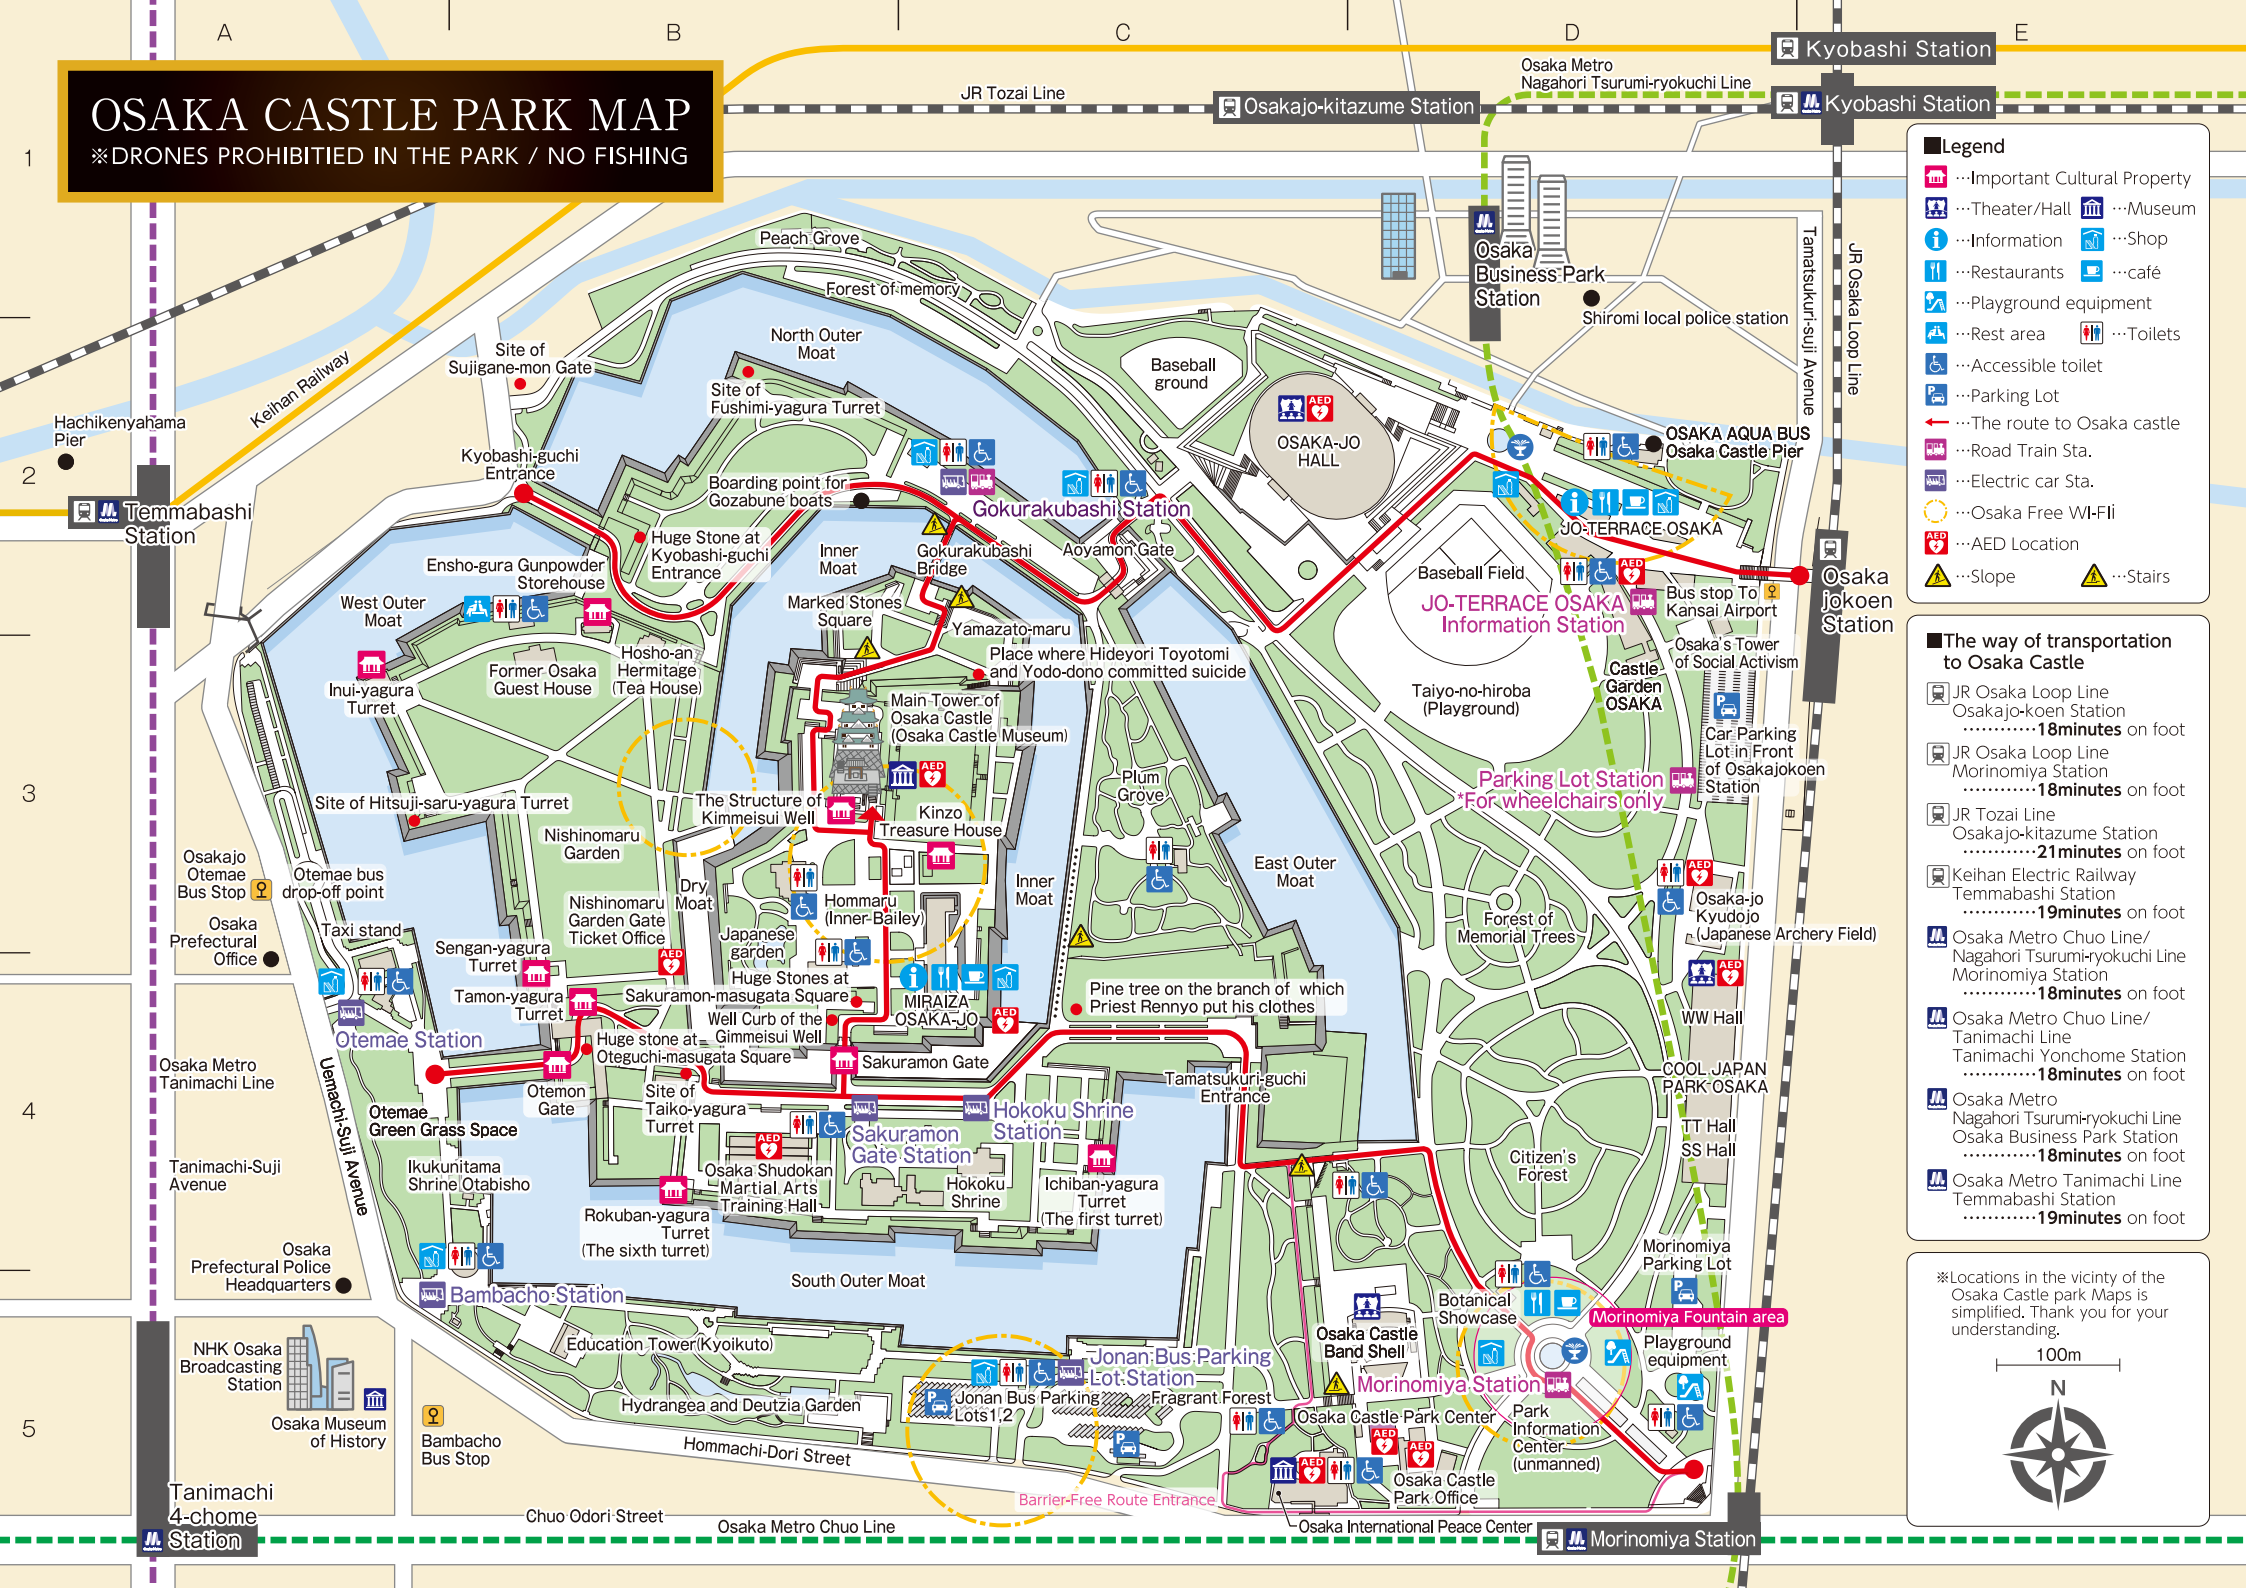 A
B
C
D
E
1
2
3
4
5
OSAKA CASTLE PARK MAP
※DRONES PROHIBITIED IN THE PARK / NO FISHING
Kyobashi Station
Osaka Metro
Nagahori Tsurumi-ryokuchi Line
JR Tozai Line
Osakajo-kitazume Station
Kyobashi Station
Osaka
Business Park
Station
Shiromi local police station
Tamatsukuri-suji Avenue
JR Osaka Loop Line
Peach Grove
Forest of memory
North Outer
Moat
Site of
Sujigane-mon Gate
Keihan Railway
Hachikenyahama
Pier
Temmabashi
Station
Kyobashi-guchi
Entrance
Site of
Fushimi-yagura Turret
Baseball
ground
OSAKA-JO
HALL
AED
OSAKA AQUA BUS
Osaka Castle Pier
Boarding point for
Gozabune boats
Gokurakubashi Station
JO-TERRACE OSAKA
Huge Stone at
Kyobashi-guchi
Entrance
Inner
Moat
Gokurakubashi
Bridge
Aoyamon Gate
Baseball Field
AED
JO-TERRACE OSAKA
Information Station
Bus stop To
Kansai Airport
Osaka
jokoen
Station
Ensho-gura Gunpowder
Storehouse
West Outer
Moat
Marked Stones
Square
Yamazato-maru
Place where Hideyori Toyotomi
and Yodo-dono committed suicide
Osaka's Tower
of Social Activism
Castle
Garden
OSAKA
Inui-yagura
Turret
Former Osaka
Guest House
Hosho-an
Hermitage
(Tea House)
Main Tower of
Osaka Castle
(Osaka Castle Museum)
AED
Taiyo-no-hiroba
(Playground)
P
Car Parking
Lot in Front
of Osakajokoen
Station
Parking Lot Station
*For wheelchairs only
Plum
Grove
Site of Hitsuji-saru-yagura Turret
The Structure of
Kimmeisui Well
Kinzo
Treasure House
Nishinomaru
Garden
East Outer
Moat
Osakajo
Otemae
Bus Stop
Otemae bus
drop-off point
Dry
Moat
Inner
Moat
Nishinomaru
Garden Gate
Ticket Office
AED
Hommaru
(Inner Bailey)
Japanese
garden
AED
Osaka-jo
Kyudojo
(Japanese Archery Field)
Forest of
Memorial Trees
Osaka
Prefectural
Office
Taxi stand
Sengan-yagura
Turret
Tamon-yagura
Turret
Huge Stones at
Sakuramon-masugata Square
MIRAIZA
OSAKA-JO
AED
Well Curb of the
Gimmeisui Well
Pine tree on the branch of which
Priest Rennyo put his clothes
AED
WW Hall
Otemae Station
Huge stone at
Oteguchi-masugata Square
Sakuramon Gate
Osaka Metro
Tanimachi Line
Uemachi-Suji Avenue
Otemon
Gate
Site of
Taiko-yagura
Turret
Tamatsukuri-guchi
Entrance
COOL JAPAN
PARK OSAKA
TT Hall
SS Hall
Otemae
Green Grass Space
Sakuramon
Gate Station
Hokoku Shrine
Station
AED
Osaka Shudokan
Martial Arts
Training Hall
Hokoku
Shrine
Ichiban-yagura
Turret
(The first turret)
Citizen's
Forest
Tanimachi-Suji
Avenue
Ikukunitama
Shrine Otabisho
Rokuban-yagura
Turret
(The sixth turret)
Osaka
Prefectural Police
Headquarters
Bambacho Station
South Outer Moat
Morinomiya
Parking Lot
P
Botanical
Showcase
Morinomiya Fountain area
Playground
equipment
Osaka Castle
Band Shell
NHK Osaka
Broadcasting
Station
Osaka Museum
of History
Education Tower(Kyoikuto)
Jonan Bus Parking
Lot Station
P
Jonan Bus Parking
Lots1,2
P
Fragrant Forest
Morinomiya Station
Hydrangea and Deutzia Garden
Osaka Castle Park Center
AED
AED
AED
Park
Information
Center
(unmanned)
Osaka Castle
Park Office
Bambacho
Bus Stop
Hommachi-Dori Street
Barrier-Free Route Entrance
Tanimachi
4-chome
Station
Chuo Odori Street
Osaka Metro Chuo Line
Osaka International Peace Center
Morinomiya Station
■Legend
···Important Cultural Property
···Theater/Hall
···Museum
···Information
···Shop
···Restaurants
···café
···Playground equipment
···Rest area
···Toilets
···Accessible toilet
P
···Parking Lot
···The route to Osaka castle
···Road Train Sta.
···Electric car Sta.
···Osaka Free WI-FIi
AED
···AED Location
···Slope
···Stairs
■The way of transportation
to Osaka Castle
JR Osaka Loop Line
Osakajo-koen Station
···········18minutes on foot
JR Osaka Loop Line
Morinomiya Station
···········18minutes on foot
JR Tozai Line
Osakajo-kitazume Station
···········21minutes on foot
Keihan Electric Railway
Temmabashi Station
···········19minutes on foot
Osaka Metro Chuo Line/
Nagahori Tsurumi-ryokuchi Line
Morinomiya Station
···········18minutes on foot
Osaka Metro Chuo Line/
Tanimachi Line
Tanimachi Yonchome Station
···········18minutes on foot
Osaka Metro
Nagahori Tsurumi-ryokuchi Line
Osaka Business Park Station
···········18minutes on foot
Osaka Metro Tanimachi Line
Temmabashi Station
···········19minutes on foot
※Locations in the vicinty of the
Osaka Castle park Maps is
simplified. Thank you for your
understanding.
100m
N